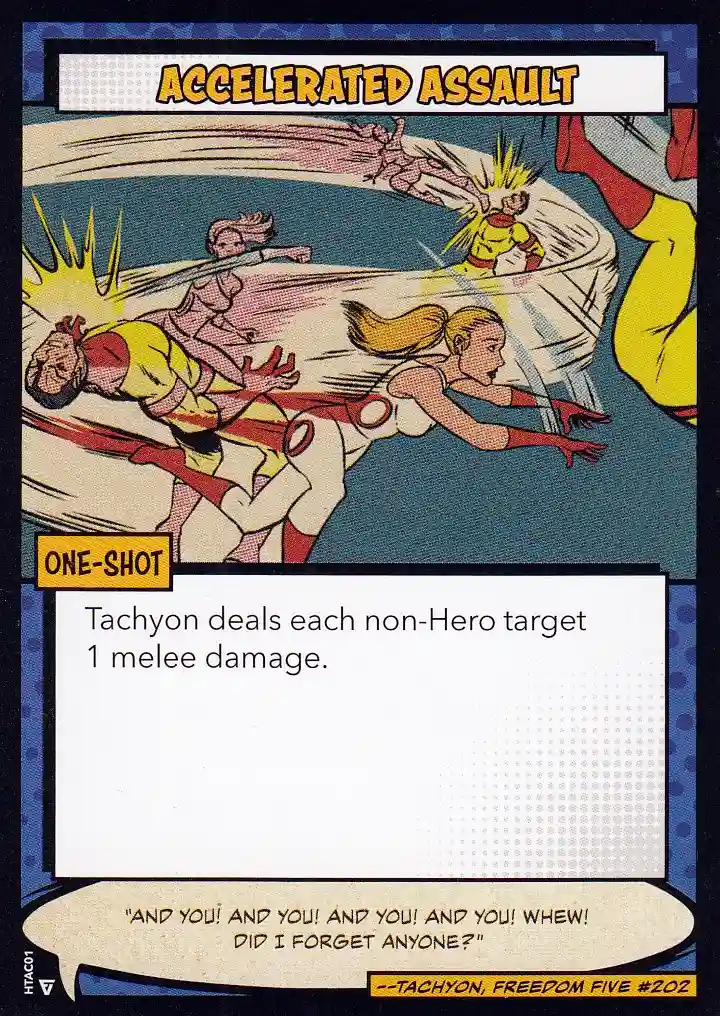 ACCELERATED ASSAULT
ONE-SHOT
Tachyon deals each non-Hero target
1 melee damage.
"AND YOU! AND YOU! AND YOU! AND YOU! WHEW!
DID I FORGET ANYONE?"
--TACHYON, FREEDOM FIVE #202
HTAC01